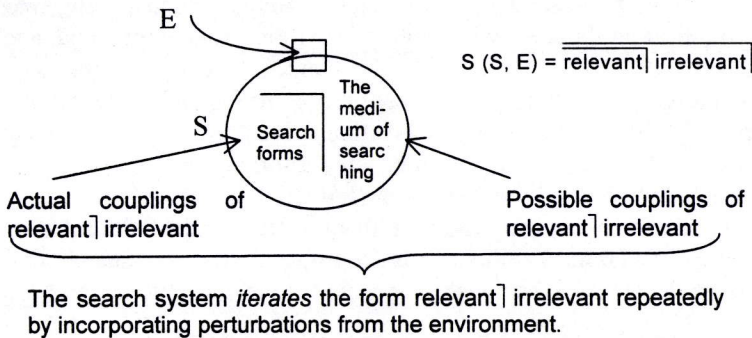 E
S (S, E) = relevant irrelevant
The
medi-
um of
searc
hing
S
Search
forms
Actual couplings of
relevant⌉ irrelevant
Possible couplings of
relevant⌉ irrelevant
The search system iterates the form relevant⌉ irrelevant repeatedly
by incorporating perturbations from the environment.